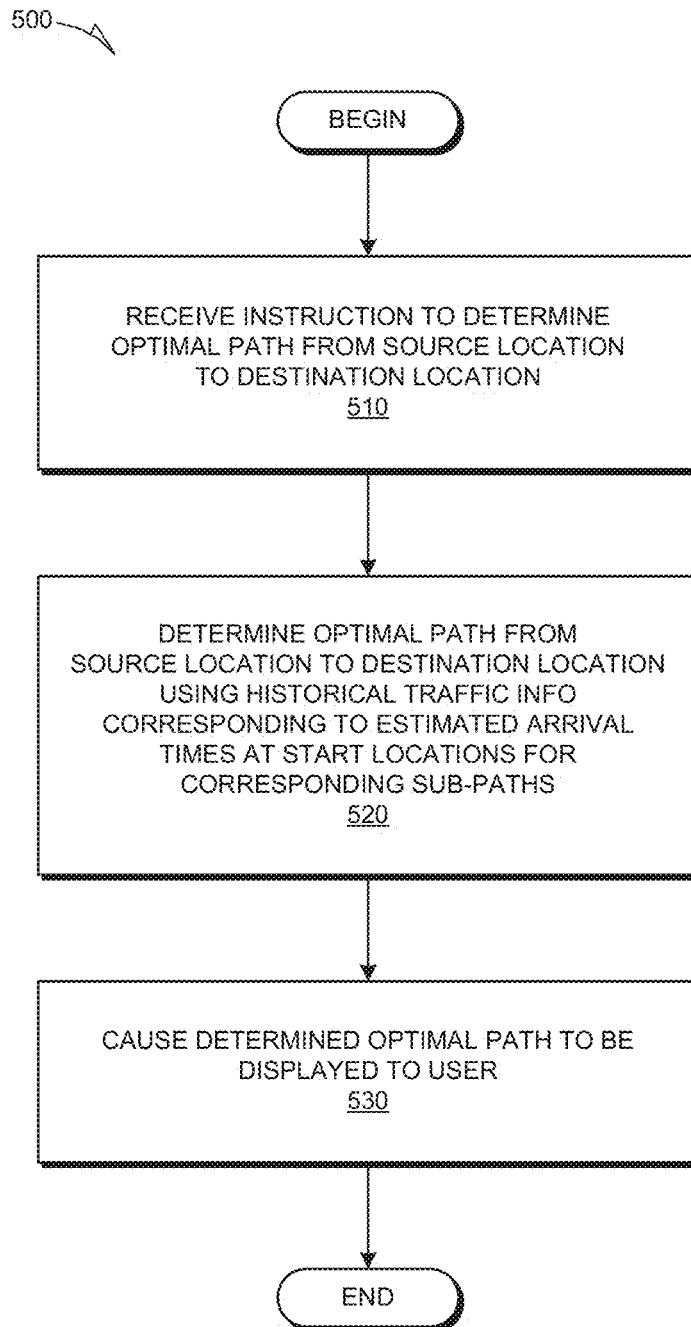 500
BEGIN
RECEIVE INSTRUCTION TO DETERMINE
OPTIMAL PATH FROM SOURCE LOCATION
TO DESTINATION LOCATION
510
DETERMINE OPTIMAL PATH FROM
SOURCE LOCATION TO DESTINATION LOCATION
USING HISTORICAL TRAFFIC INFO
CORRESPONDING TO ESTIMATED ARRIVAL
TIMES AT START LOCATIONS FOR
CORRESPONDING SUB-PATHS
520
CAUSE DETERMINED OPTIMAL PATH TO BE
DISPLAYED TO USER
530
END